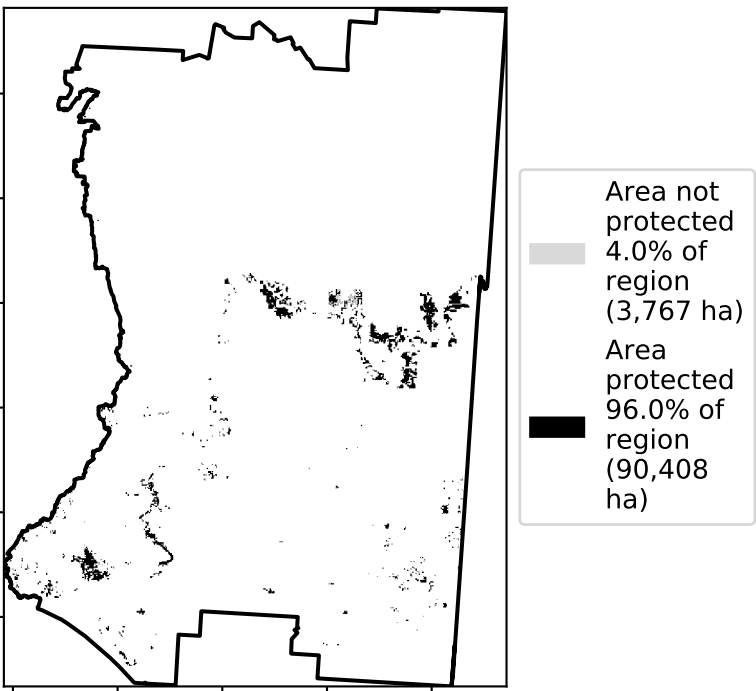 Area not
protected
4.0% of
region
(3,767 ha)
Area
protected
96.0% of
region
(90,408
ha)